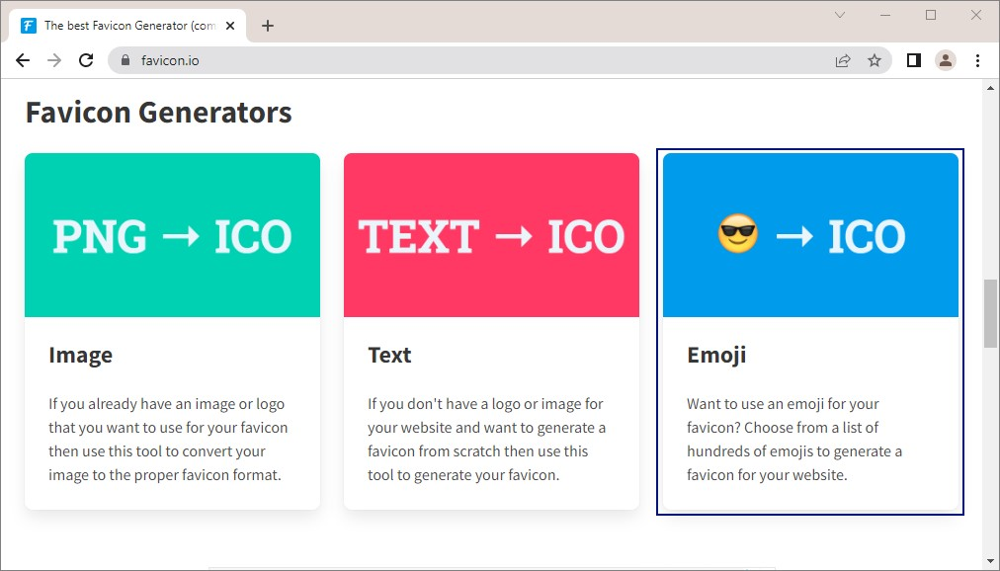 The best Favicon Generator (com
favicon.io
Favicon Generators
PNG → ICO
TEXT → ICO
😎 → ICO
Image
If you already have an image or logo
that you want to use for your favicon
then use this tool to convert your
image to the proper favicon format.
Text
If you don't have a logo or image for
your website and want to generate a
favicon from scratch then use this
tool to generate your favicon.
Emoji
Want to use an emoji for your
favicon? Choose from a list of
hundreds of emojis to generate a
favicon for your website.